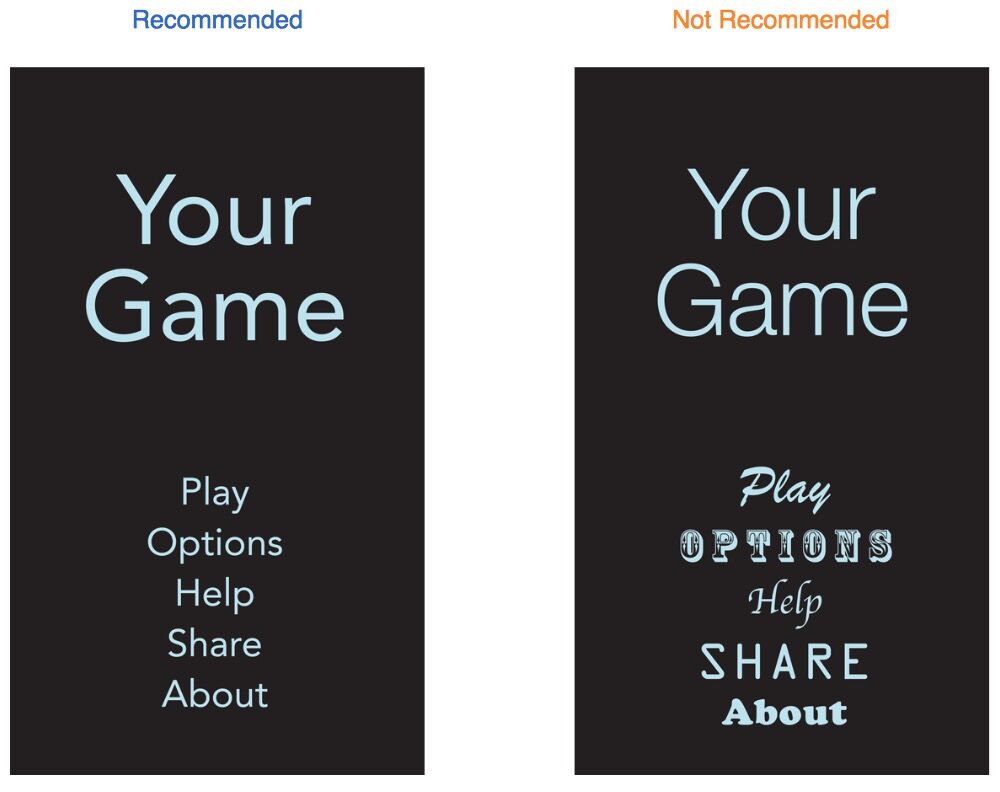 Recommended
Your
Game
Play
Options
Help
Share
About
Not Recommended
Your
Game
Play
OPTIONS
Help
SHARE
About